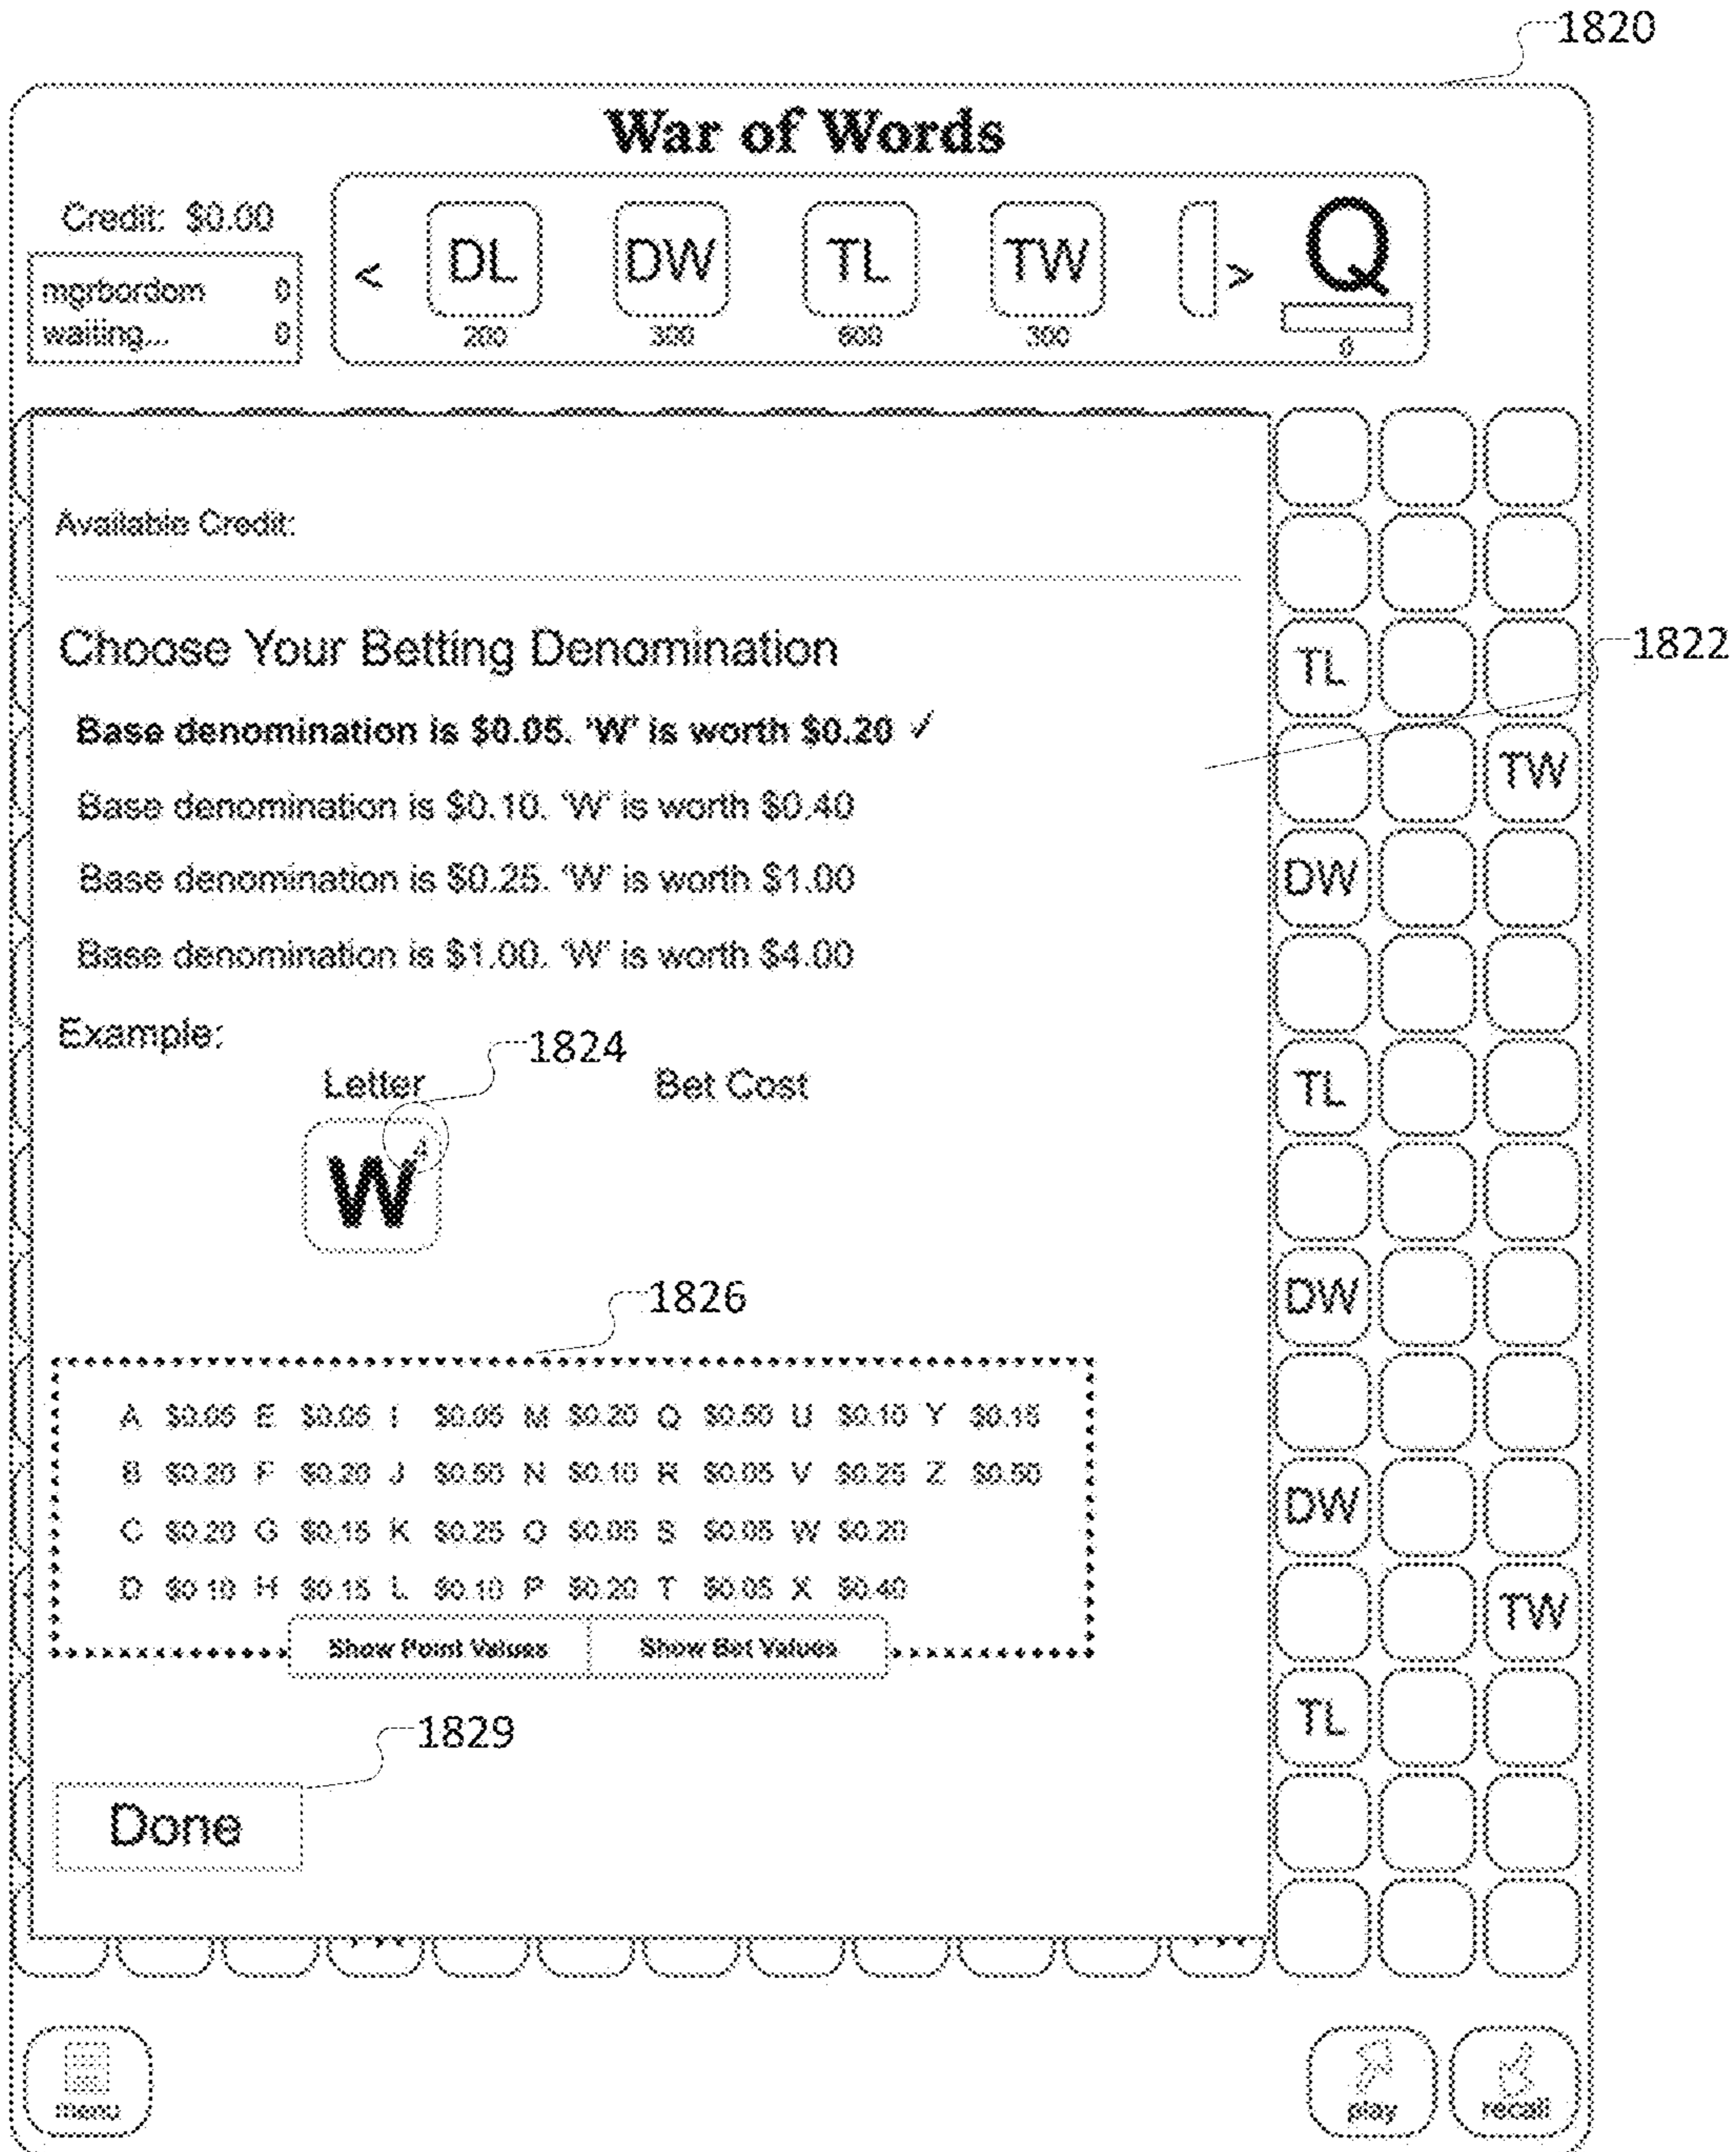 1820
War of Words
Credit: $0.00
mgrbordom 0
waiting... 0
< DL DW TL TW > Q
200 300 600 300 0
Available Credit:
Choose Your Betting Denomination
1822
Base denomination is $0.05. 'W' is worth $0.20 ✓
Base denomination is $0.10. 'W' is worth $0.40
Base denomination is $0.25. 'W' is worth $1.00
Base denomination is $1.00. 'W' is worth $4.00
Example:
1824
Letter Bet Cost
W 4
1826
A $0.05 E $0.05 I $0.05 M $0.20 Q $0.50 U $0.10 Y $0.15
B $0.20 F $0.20 J $0.50 N $0.10 R $0.05 V $0.25 Z $0.50
C $0.20 G $0.15 K $0.25 O $0.05 S $0.05 W $0.20
D $0.10 H $0.15 L $0.10 P $0.20 T $0.05 X $0.40
Show Point Values Show Bet Values
1829
Done
TL
TW
DW
TL
DW
DW
TW
TL
menu play recall